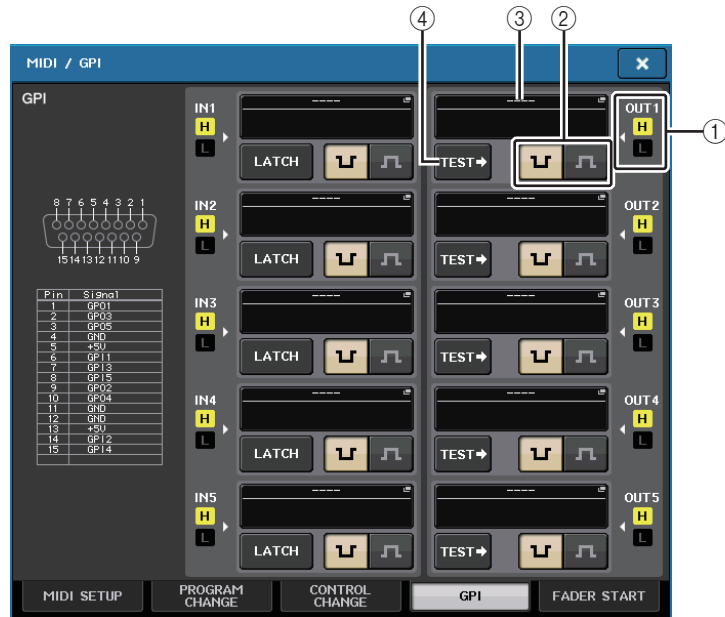 ④ ③ ②
MIDI / GPI
×
GPI
8 7 6 5 4 3 2 1
15 14 13 12 11 10 9
Pin Signal
1 GPO1
2 GPO3
3 GPO5
4 GND
5 +5V
6 GPI1
7 GPI3
8 GPI5
9 GPO2
10 GPO4
11 GND
12 GND
13 +5V
14 GPI2
15 GPI4
IN1 ---- ---- OUT1
①
H H
L LATCH TEST L
IN2 ---- ---- OUT2
H H
L LATCH TEST L
IN3 ---- ---- OUT3
H H
L LATCH TEST L
IN4 ---- ---- OUT4
H H
L LATCH TEST L
IN5 ---- ---- OUT5
H H
L LATCH TEST L
MIDI SETUP
PROGRAM
CHANGE
CONTROL
CHANGE
GPI
FADER START